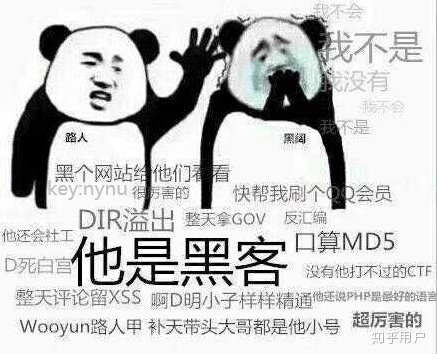 我不会
我不是
我没有
我不会
我不是
路人
黑阔
黑个网站给他们看看
key:nynu
很厉害的
快帮我刷个QQ会员
DIR溢出
整天拿GOV
反汇编
他还会社工
他是黑客
口算MD5
D死白宫
没有他打不过的CTF
整天评论留XSS
啊D明小子样样精通
他还说PHP是最好的语言
Wooyun路人甲
补天带头大哥都是他小号
超厉害的
知乎用户